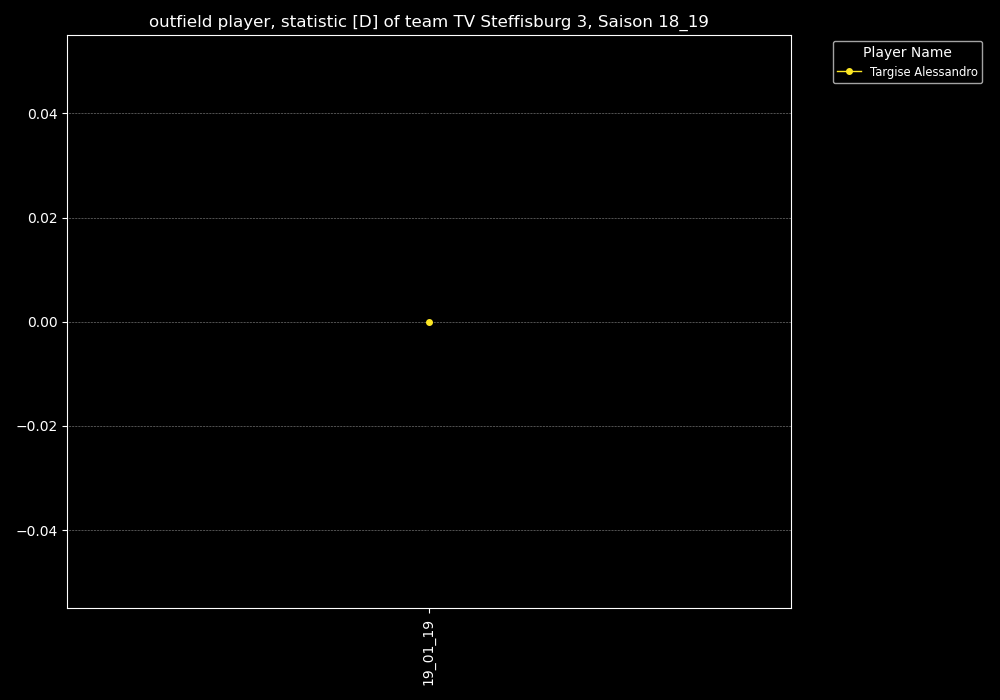 outfield player, statistic [D] of team TV Steffisburg 3, Saison 18_19
Player Name
Targise Alessandro
0.04
0.02
0.00
−0.02
−0.04
19_01_19